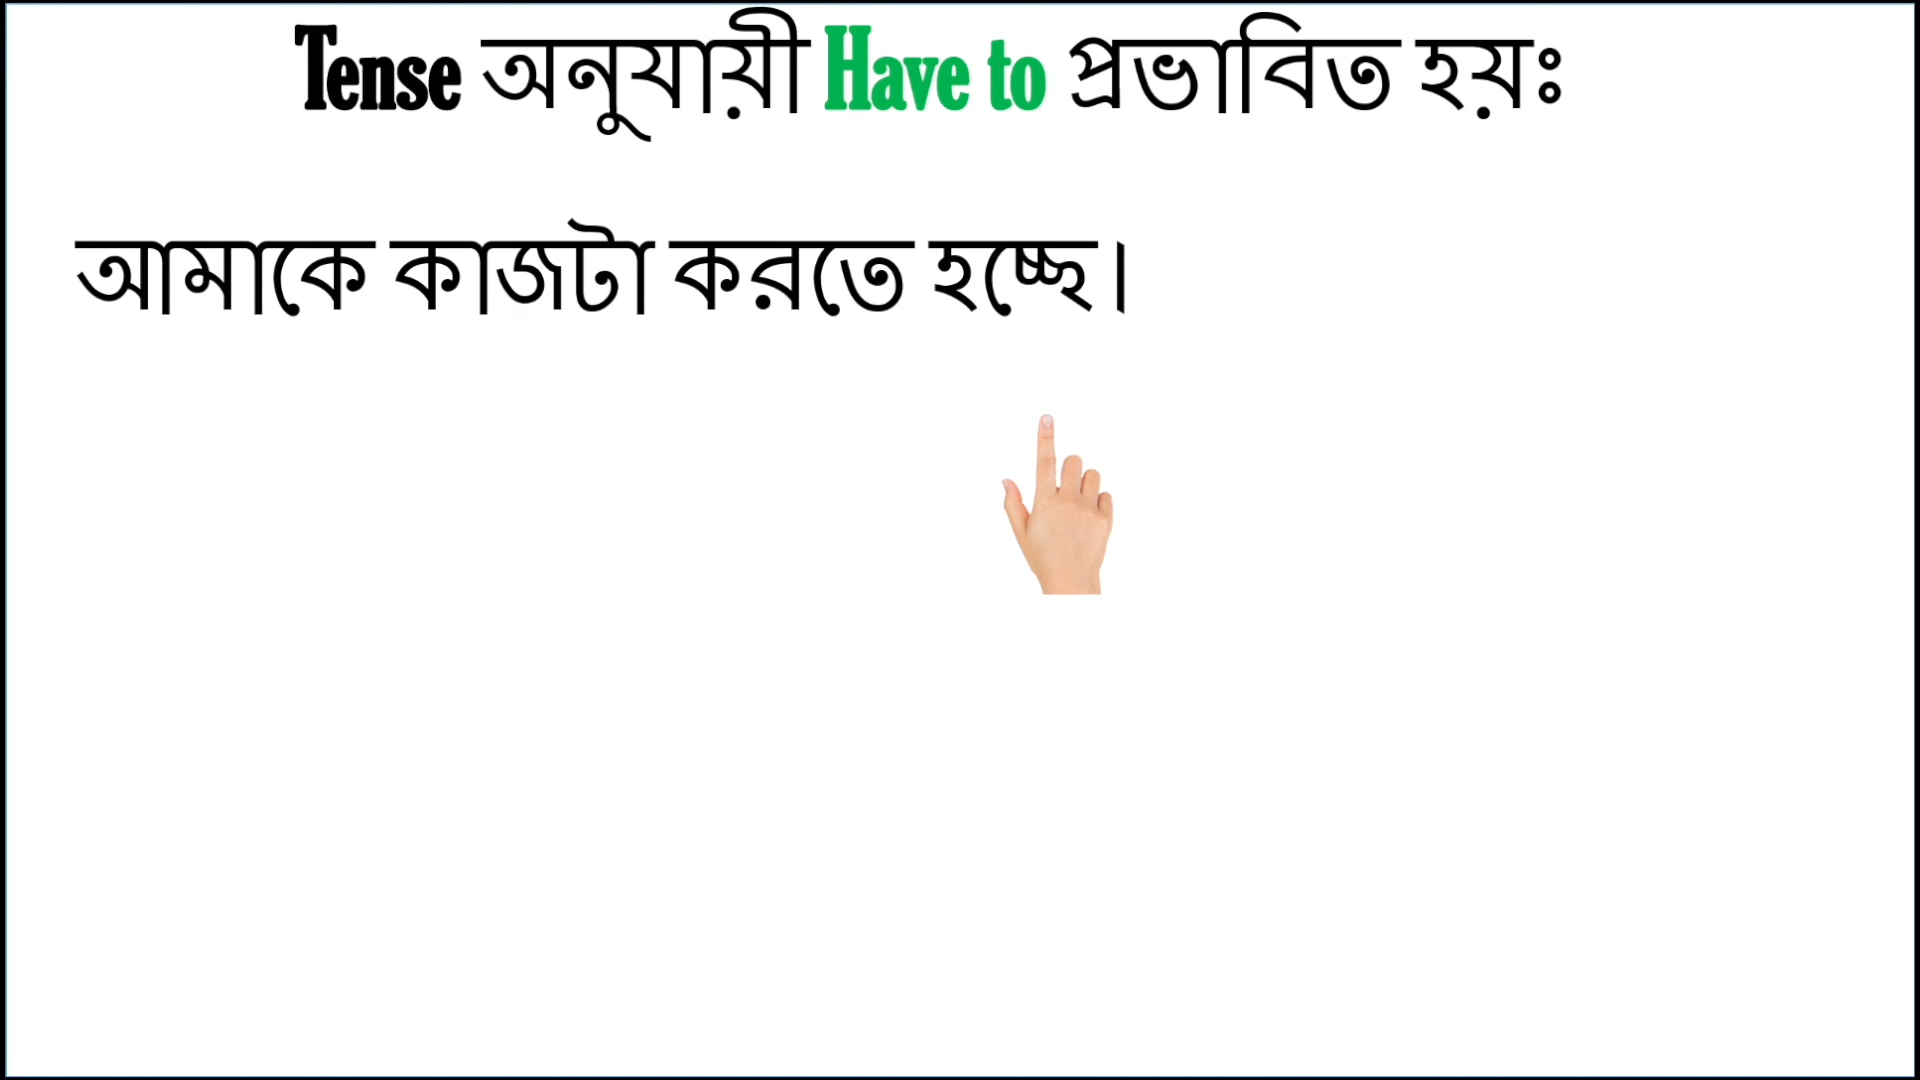 Tense অনুযায়ী Have to প্রভাবিত হয়ঃ
আমাকে কাজটা করতে হচ্ছে।